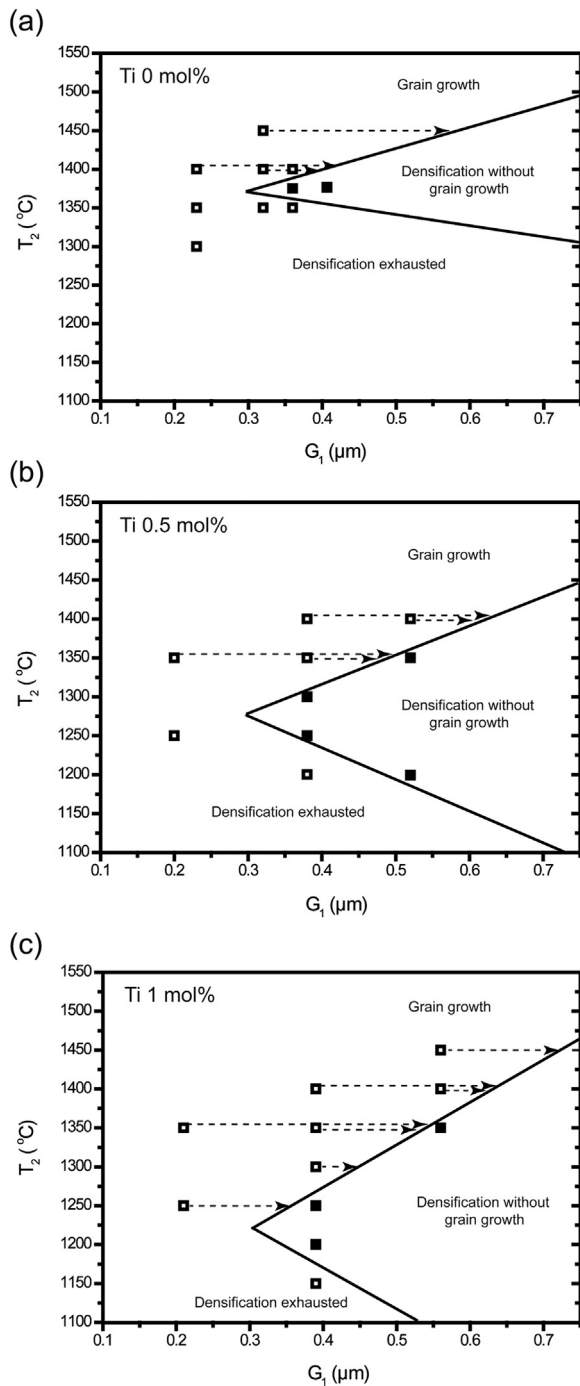 (a)
Ti 0 mol%
Grain growth
Densification without
grain growth
Densification exhausted
1550
1500
1450
1400
1350
1300
1250
1200
1150
1100
T2 (°C)
0.1 0.2 0.3 0.4 0.5 0.6 0.7
G1 (µm)
(b)
Ti 0.5 mol%
Grain growth
Densification without
grain growth
Densification exhausted
1550
1500
1450
1400
1350
1300
1250
1200
1150
1100
T2 (°C)
0.1 0.2 0.3 0.4 0.5 0.6 0.7
G1 (µm)
(c)
Ti 1 mol%
Grain growth
Densification without
grain growth
Densification exhausted
1550
1500
1450
1400
1350
1300
1250
1200
1150
1100
T2 (°C)
0.1 0.2 0.3 0.4 0.5 0.6 0.7
G1 (µm)